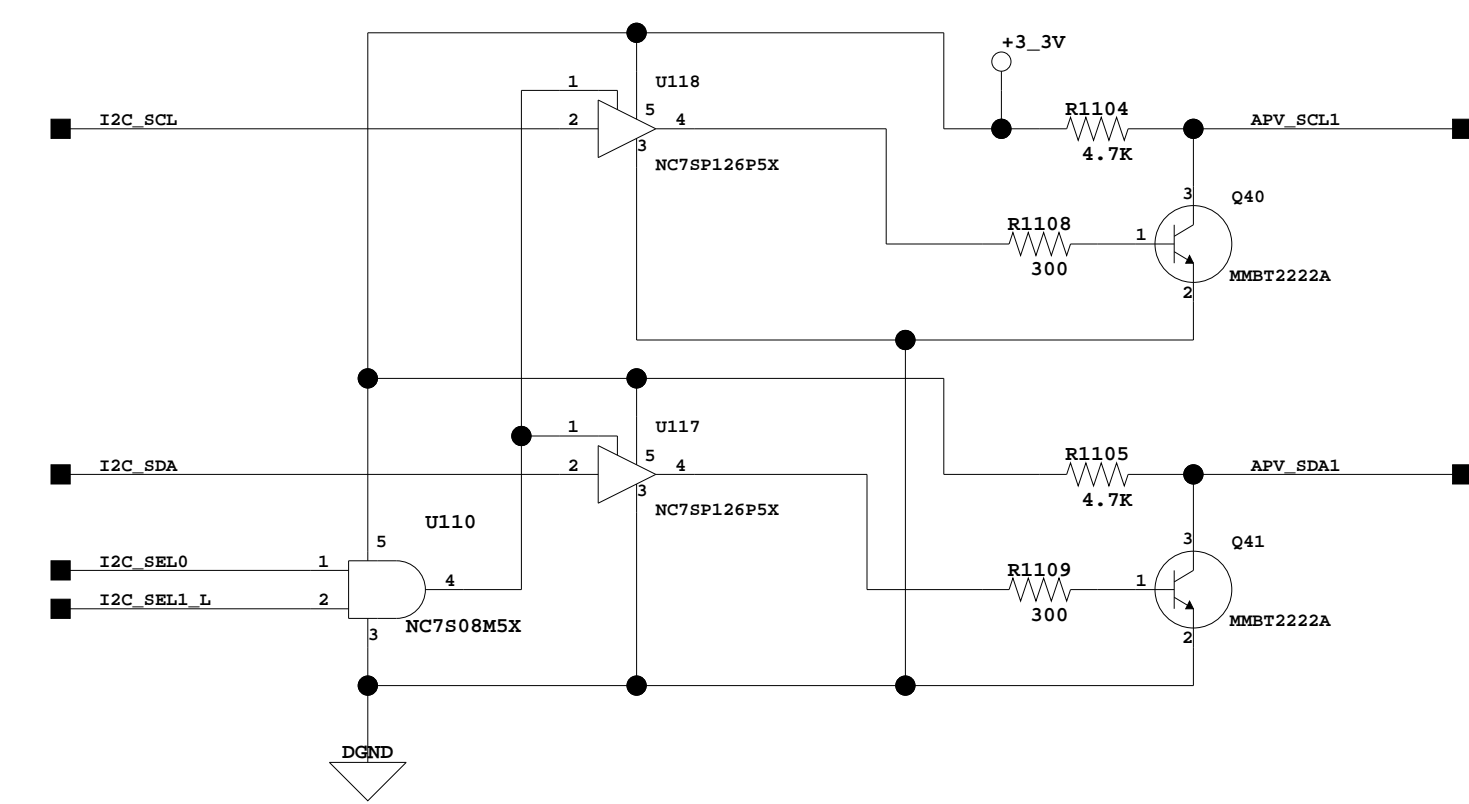 +3_3V
1
U118
I2C_SCL
2
5
4
3
NC7SP126P5X
R1104
4.7K
APV_SCL1
3
Q40
R1108
1
300
MMBT2222A
2
1
U117
I2C_SDA
2
5
4
3
NC7SP126P5X
R1105
4.7K
APV_SDA1
U110
5
I2C_SEL0
1
4
I2C_SEL1_L
2
NC7S08M5X
3
3
Q41
R1109
1
300
MMBT2222A
2
DGND